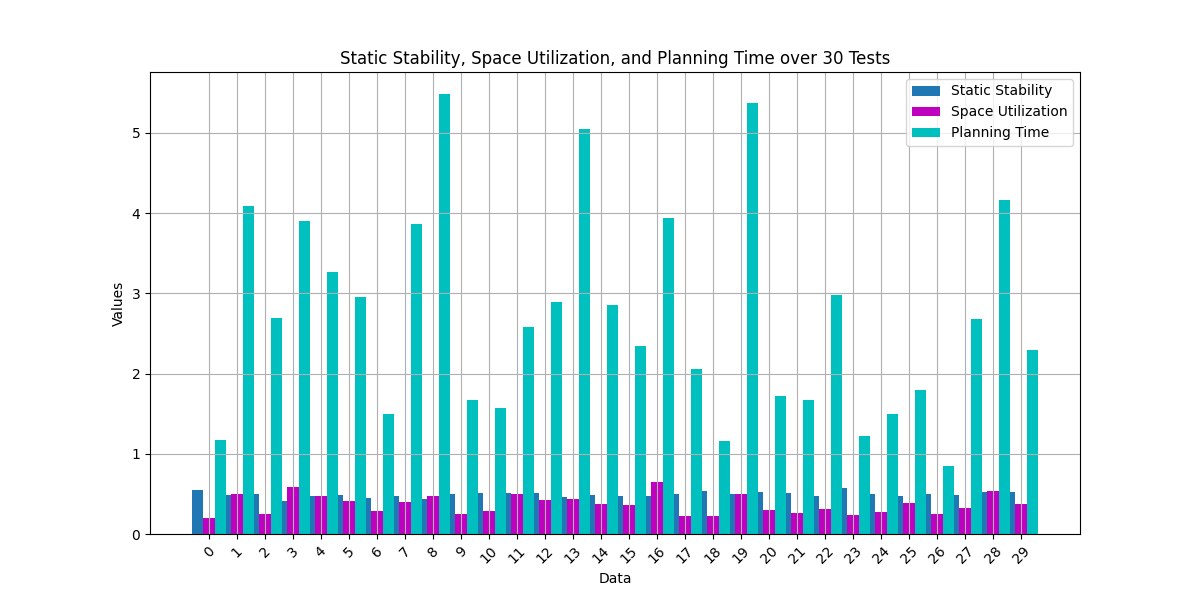 Static Stability, Space Utilization, and Planning Time over 30 Tests
Static Stability
Space Utilization
Planning Time
Values
5
4
3
2
1
0
0 1 2 3 4 5 6 7 8 9 10 11 12 13 14 15 16 17 18 19 20 21 22 23 24 25 26 27 28 29
Data